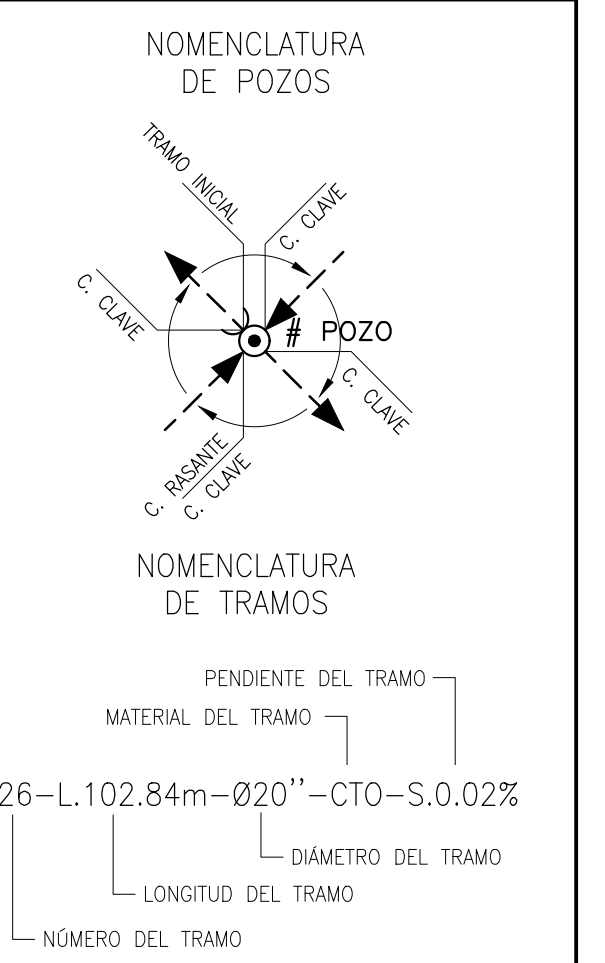 NOMENCLATURA
DE POZOS
TRAMO INICIAL
C. CLAVE
C. CLAVE
# POZO
C. CLAVE
C. RASANTE
C. CLAVE
NOMENCLATURA
DE TRAMOS
PENDIENTE DEL TRAMO
MATERIAL DEL TRAMO
26-L.102.84m-Ø20''-CTO-S.0.02%
DIÁMETRO DEL TRAMO
LONGITUD DEL TRAMO
NÚMERO DEL TRAMO